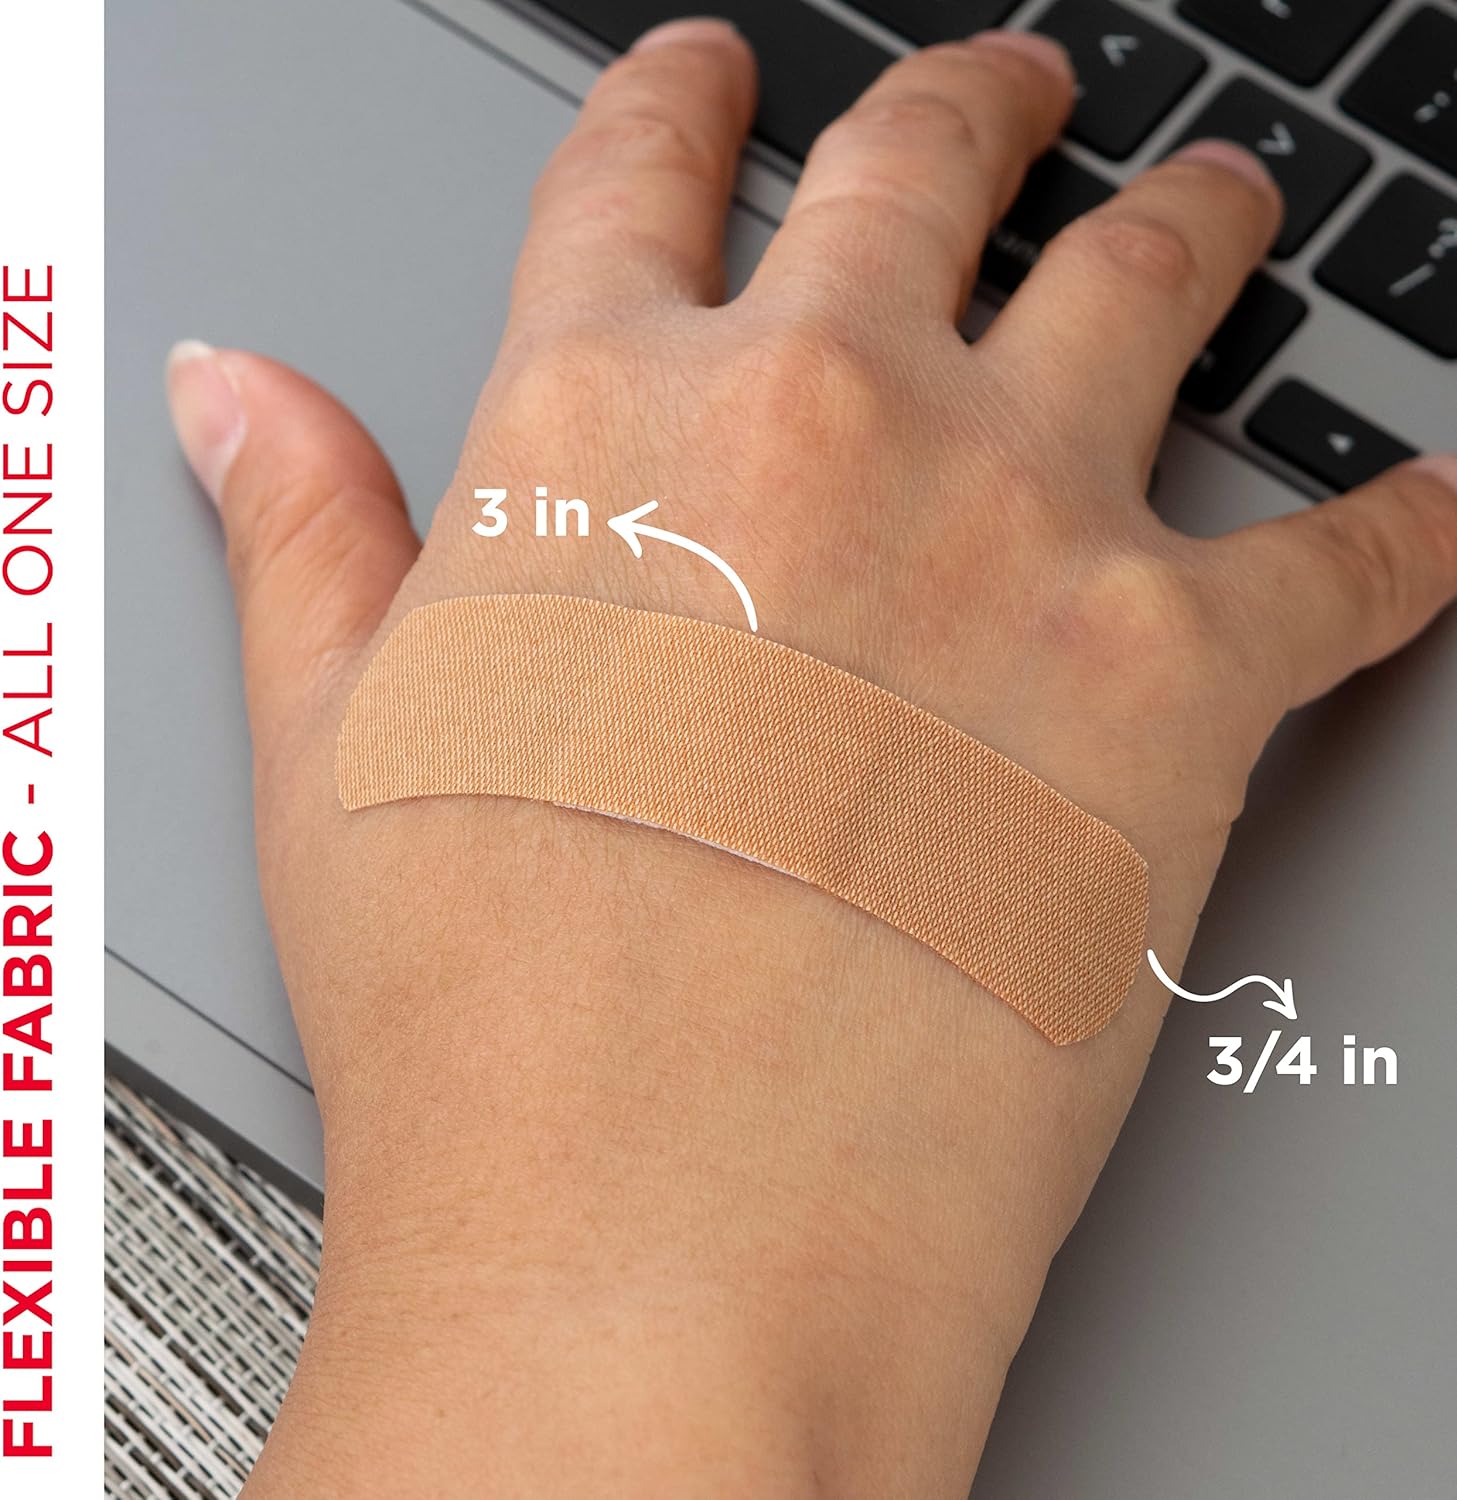 FLEXIBLE FABRIC - ALL ONE SIZE
3 in
3/4 in
<
>
?